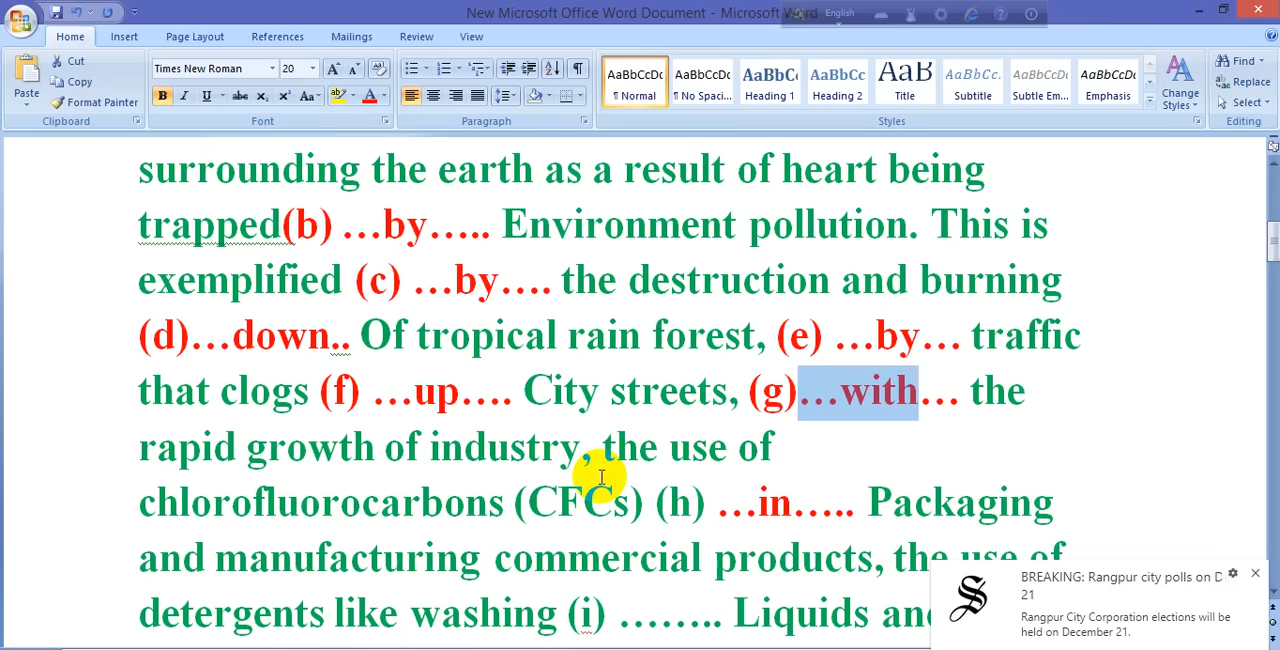 New Microsoft Office Word Document - Microsoft Word
English
Home Insert Page Layout References Mailings Review View
Paste
Cut
Copy
Format Painter
Clipboard
Times New Roman 20
B I U abc x₂ x² Aa
Font
Paragraph
AaBbCcDc AaBbCcDc AaBbC AaBbCc AaB AaBbCc. AaBbCcDc AaBbCcDc
¶ Normal ¶ No Spaci... Heading 1 Heading 2 Title Subtitle Subtle Em... Emphasis
Styles
Change
Styles
Find
Replace
Select
Editing
surrounding the earth as a result of heart being
trapped(b) …by….. Environment pollution. This is
exemplified (c) …by…. the destruction and burning
(d)…down.. Of tropical rain forest, (e) …by… traffic
that clogs (f) …up…. City streets, (g)…with… the
rapid growth of industry, the use of
chlorofluorocarbons (CFCs) (h) …in….. Packaging
and manufacturing commercial products, the use of
detergents like washing (i) …….. Liquids and
BREAKING: Rangpur city polls on D
21
Rangpur City Corporation elections will be
held on December 21.